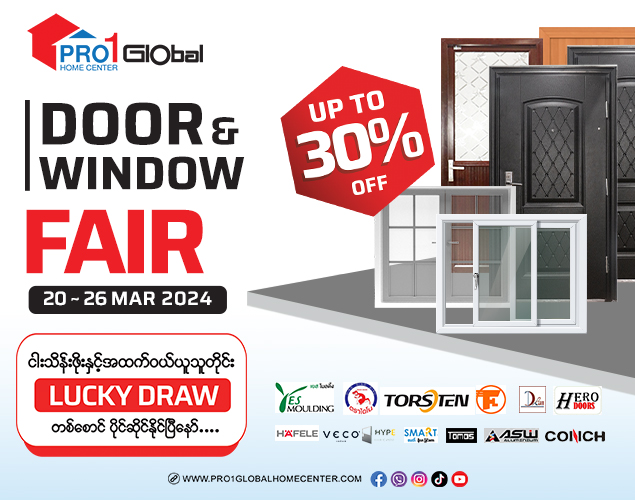 PRO1 Global
HOME CENTER
DOOR &
WINDOW
FAIR
20 ~ 26 MAR 2024
UP TO
30%
OFF
ငါးသိန်းဖိုးနှင့်အထက်ဝယ်ယူသူတိုင်း
LUCKY DRAW
တစ်စောင် ပိုင်ဆိုင်နိုင်ပြီနော်....
YES MOULDING
TORSTEN
HERO DOORS
HÄFELE VECO HYPE SMART TOMOS ASW ALUMINIUM CONCH
WWW.PRO1GLOBALHOMECENTER.COM